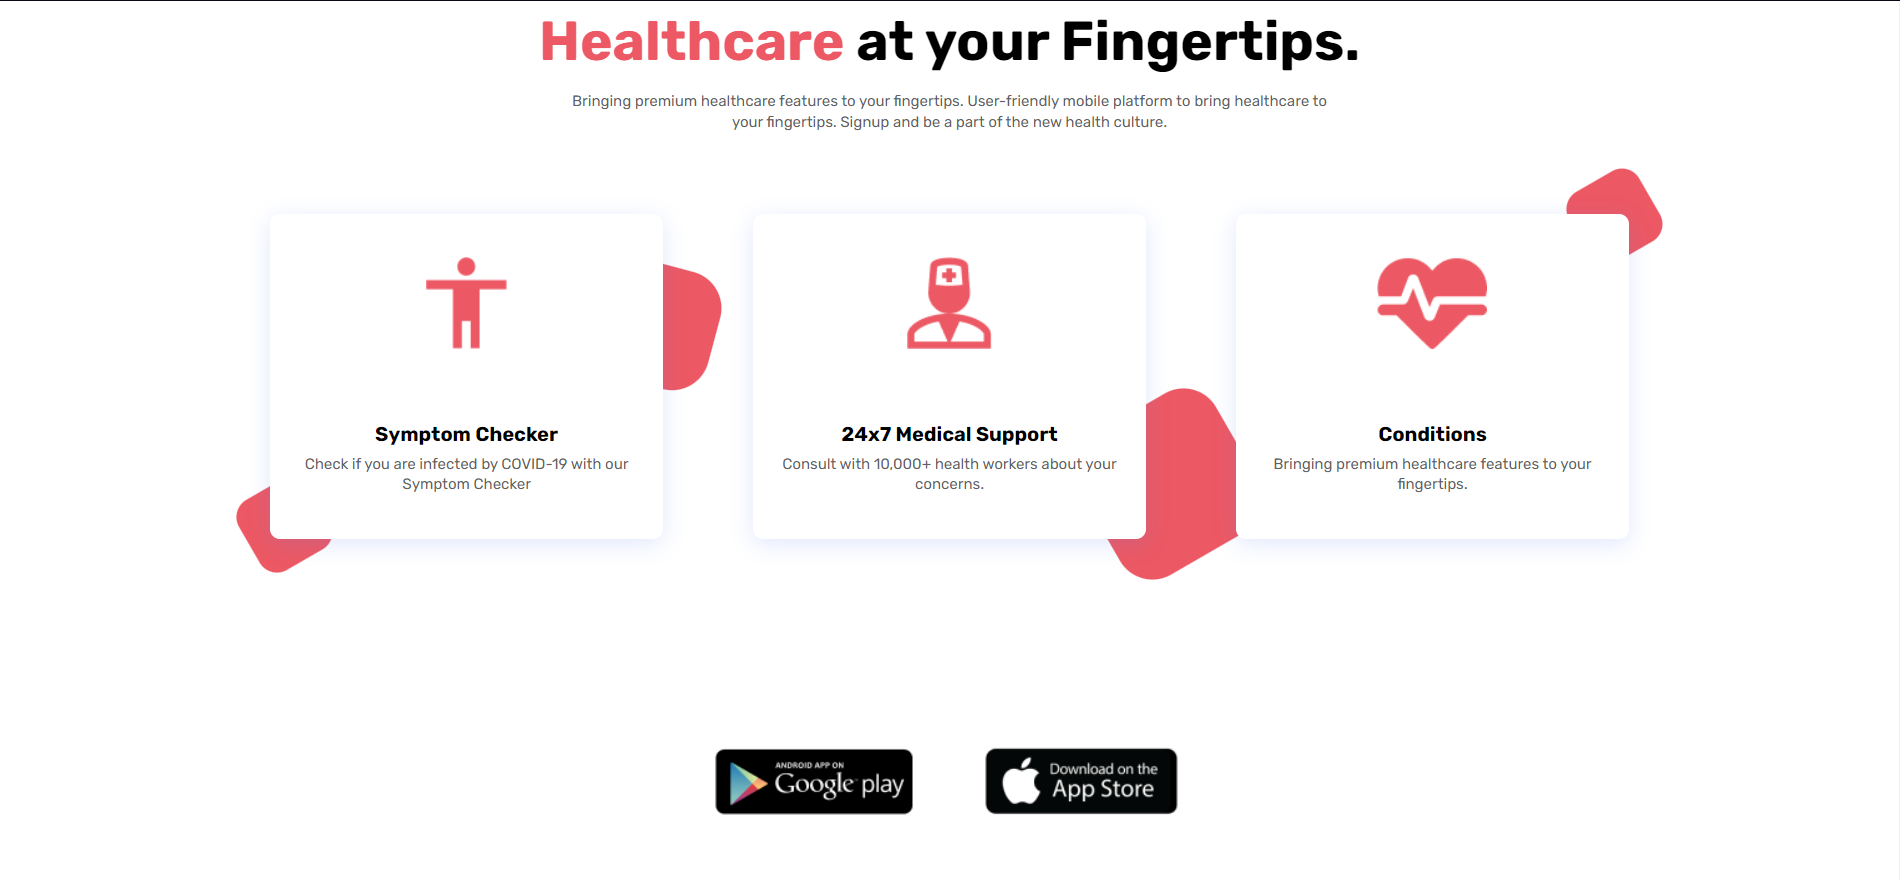 Healthcare at your Fingertips.
Bringing premium healthcare features to your fingertips. User-friendly mobile platform to bring healthcare to
your fingertips. Signup and be a part of the new health culture.
Symptom Checker
Check if you are infected by COVID-19 with our
Symptom Checker
24x7 Medical Support
Consult with 10,000+ health workers about your
concerns.
Conditions
Bringing premium healthcare features to your
fingertips.
ANDROID APP ON
Google play
Download on the
App Store